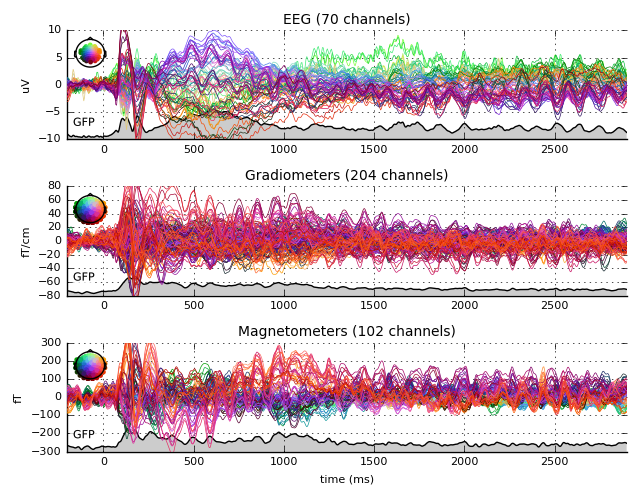 EEG (70 channels)
10
5
0
−5
−10
uV
GFP
0 500 1000 1500 2000 2500
Gradiometers (204 channels)
80
60
40
20
0
−20
−40
−60
−80
fT/cm
GFP
0 500 1000 1500 2000 2500
Magnetometers (102 channels)
300
200
100
0
−100
−200
−300
fT
GFP
0 500 1000 1500 2000 2500
time (ms)